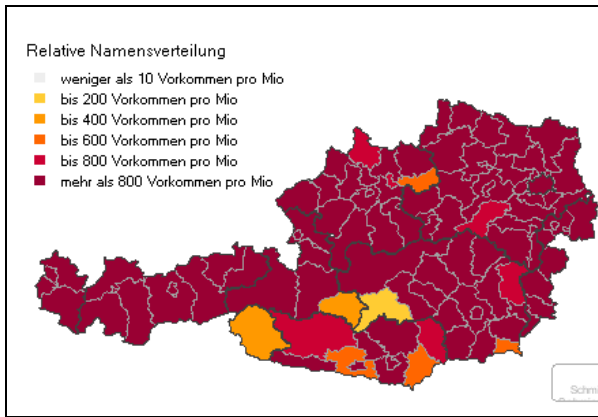 Relative Namensverteilung
weniger als 10 Vorkommen pro Mio
bis 200 Vorkommen pro Mio
bis 400 Vorkommen pro Mio
bis 600 Vorkommen pro Mio
bis 800 Vorkommen pro Mio
mehr als 800 Vorkommen pro Mio